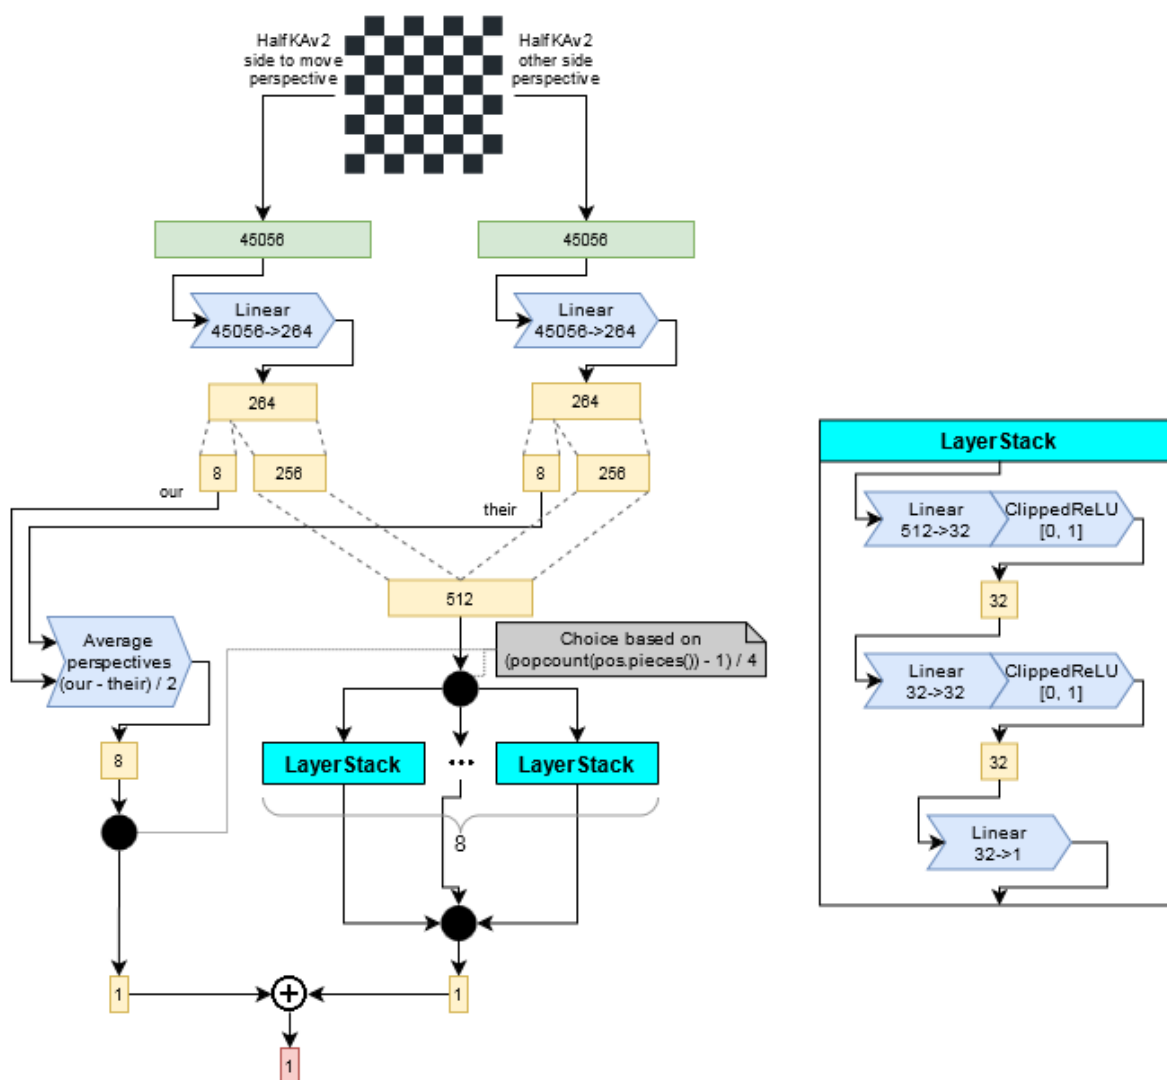 HalfKAv2
side to move
perspective
HalfKAv2
other side
perspective
45056
45056
Linear
45056->264
Linear
45056->264
264
264
8
256
8
256
our
their
512
Average
perspectives
(our - their) / 2
Choice based on
(popcount(pos.pieces()) - 1) / 4
8
LayerStack
...
LayerStack
8
1
1
1
LayerStack
Linear
512->32
ClippedReLU
[0, 1]
32
Linear
32->32
ClippedReLU
[0, 1]
32
Linear
32->1